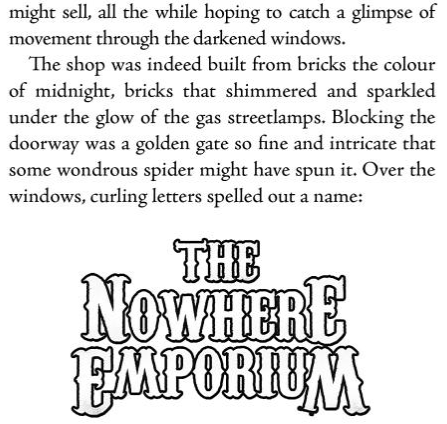 might sell, all the while hoping to catch a glimpse of
movement through the darkened windows.
The shop was indeed built from bricks the colour
of midnight, bricks that shimmered and sparkled
under the glow of the gas streetlamps. Blocking the
doorway was a golden gate so fine and intricate that
some wondrous spider might have spun it. Over the
windows, curling letters spelled out a name:
THE
NOWHERE
EMPORIUM